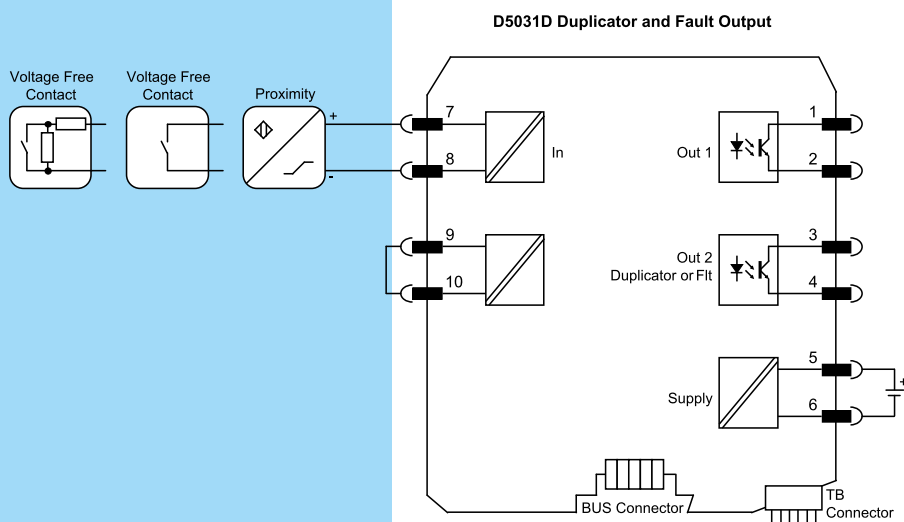 D5031D Duplicator and Fault Output
Voltage Free
Contact
Voltage Free
Contact
Proximity
+
-
7
8
In
9
10
1
Out 1
2
3
Out 2
Duplicator or Flt
4
5
Supply
6
+
BUS Connector
TB
Connector